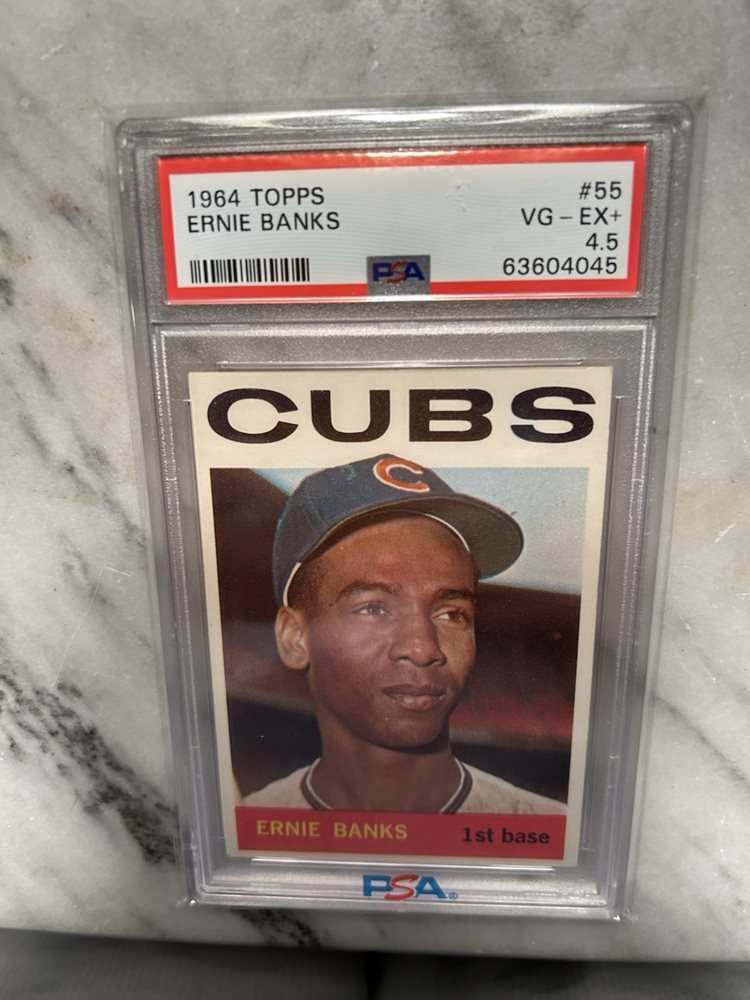 1964 TOPPS #55
ERNIE BANKS VG - EX+
4.5
PSA 63604045
CUBS
C
ERNIE BANKS 1st base
PSA®